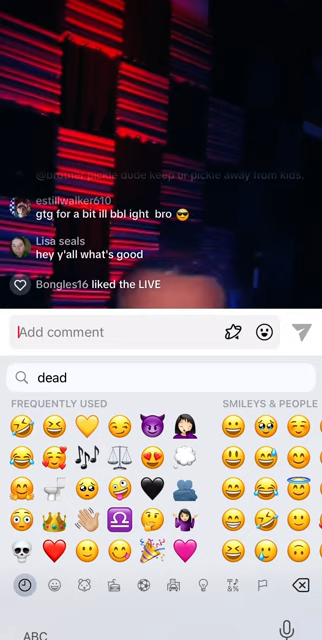 @brother pickle dude keep ur pickle away from kids.
estillwalker610
gtg for a bit ill bbl ight bro 😎
Lisa seals
hey y'all what's good
Bongles16 liked the LIVE
Add comment
dead
FREQUENTLY USED
SMILEYS & PEOPLE
ABC